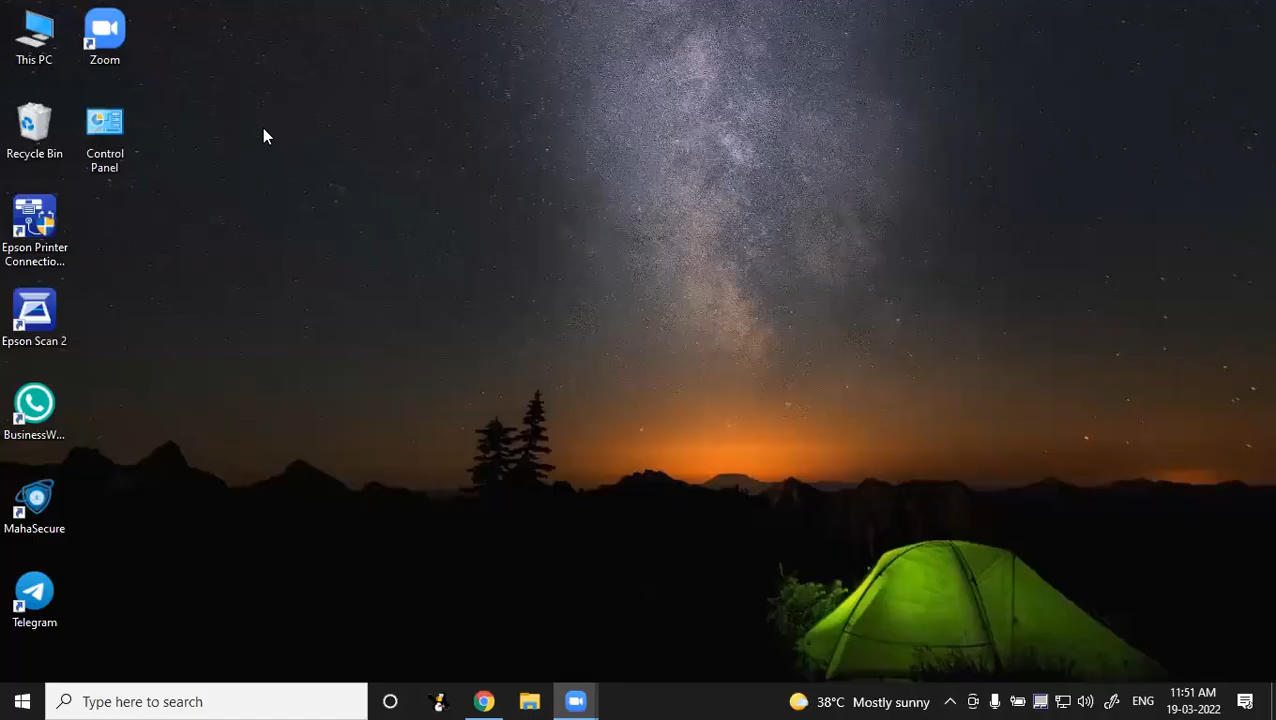 This PC
Zoom
Recycle Bin
Control
Panel
Epson Printer
Connectio...
Epson Scan 2
BusinessW...
MahaSecure
Telegram
Type here to search
38°C Mostly sunny
ENG
11:51 AM
19-03-2022